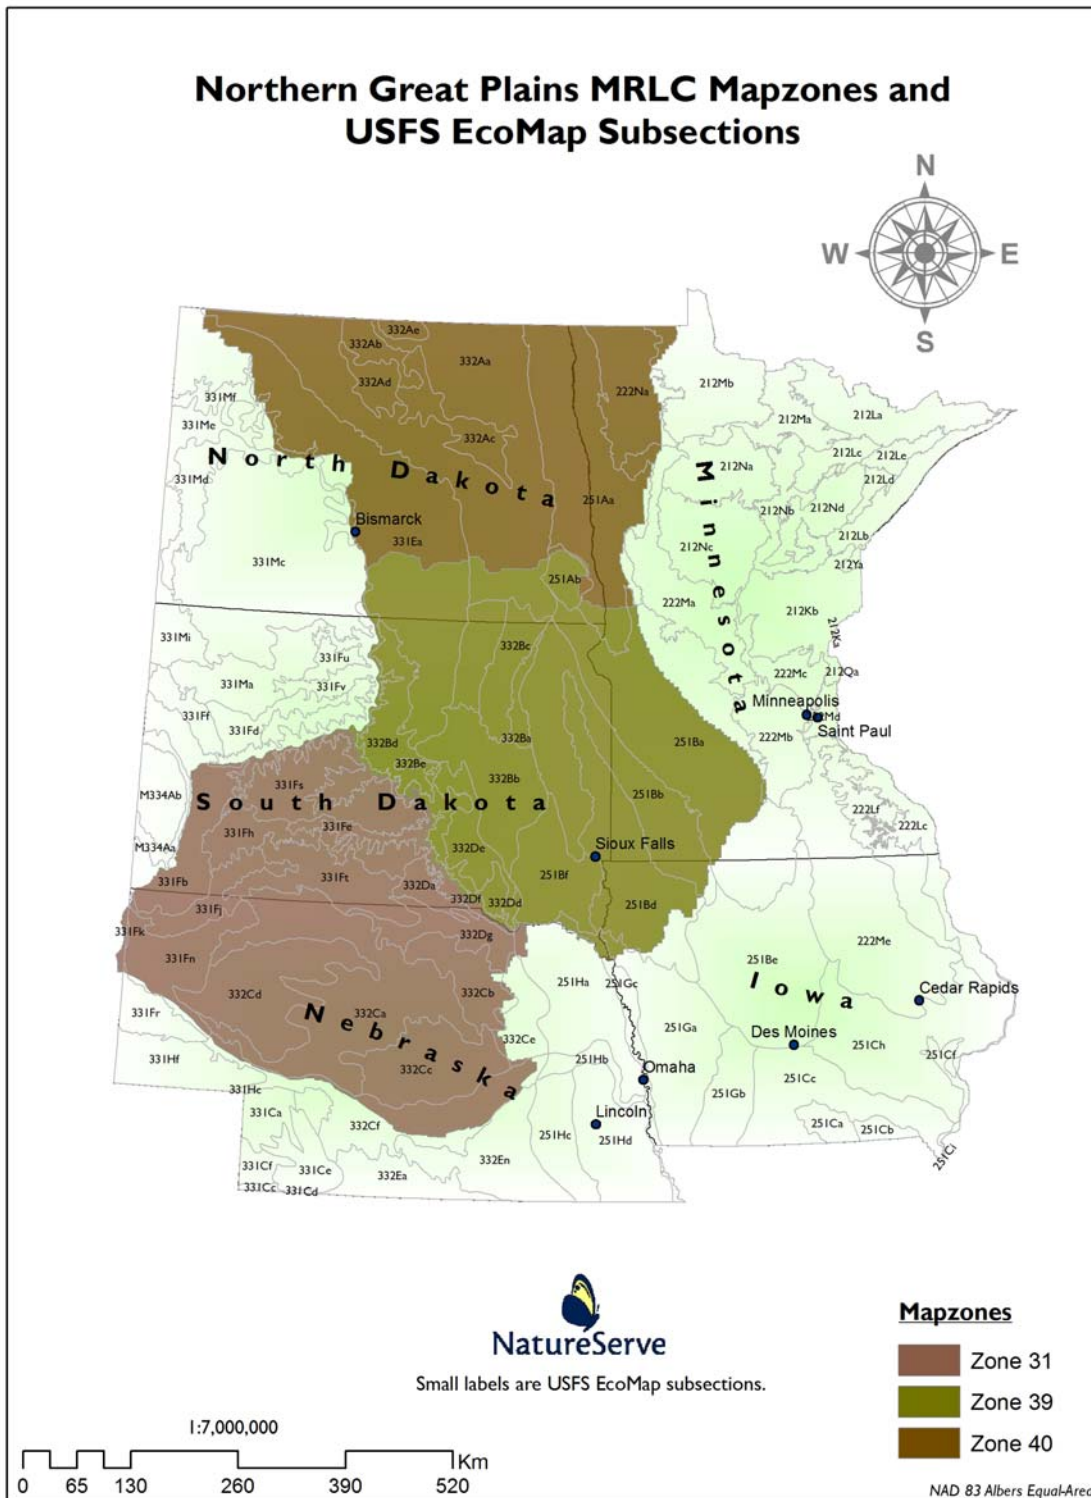 Northern Great Plains MRLC Mapzones and
USFS EcoMap Subsections
N
W
E
S
332Ae
332Ab
332Aa
332Ad
222Na
212Mb
331Mf
212Ma
212La
331Me
332Ac
212Lc
212Le
North Dakota
Minnesota
212Na
331Md
212Ld
251Aa
212Nb
212Nd
Bismarck
212Lb
331Ea
212Nc
331Mc
212Ya
251Ab
222Ma
212Kb
331Mi
332Bc
212Ka
331Fu
222Mc
212Qa
331Ma
331Fv
Minneapolis
331Ff
222Md
331Fd
Saint Paul
332Bd
332Ba
251Ba
222Mb
332Be
332Bb
331Fs
M334Ab
251Bb
South Dakota
222Lf
331Fh
331Fe
222Lc
M334Aa
332De
Sioux Falls
331Fb
331Ft
332Da
251Bf
332Df
332Dd
251Bd
331Fj
331Fk
332Dg
222Me
331Fn
251Be
332Cd
332Cb
251Ha
251Gc
Iowa
Cedar Rapids
331Fr
332Ca
Nebraska
332Ce
251Ga
Des Moines
331Hf
251Hb
251Ch
251Cf
332Cc
Omaha
251Cc
331Hc
251Gb
331Ca
332Cf
Lincoln
251Ca
251Cb
251Hc
251Hd
251Ci
331Cf
331Ce
332En
332Ea
331Cc
331Cd
NatureServe
Small labels are USFS EcoMap subsections.
Mapzones
Zone 31
Zone 39
Zone 40
1:7,000,000
Km
0 65 130 260 390 520
NAD 83 Albers Equal-Area